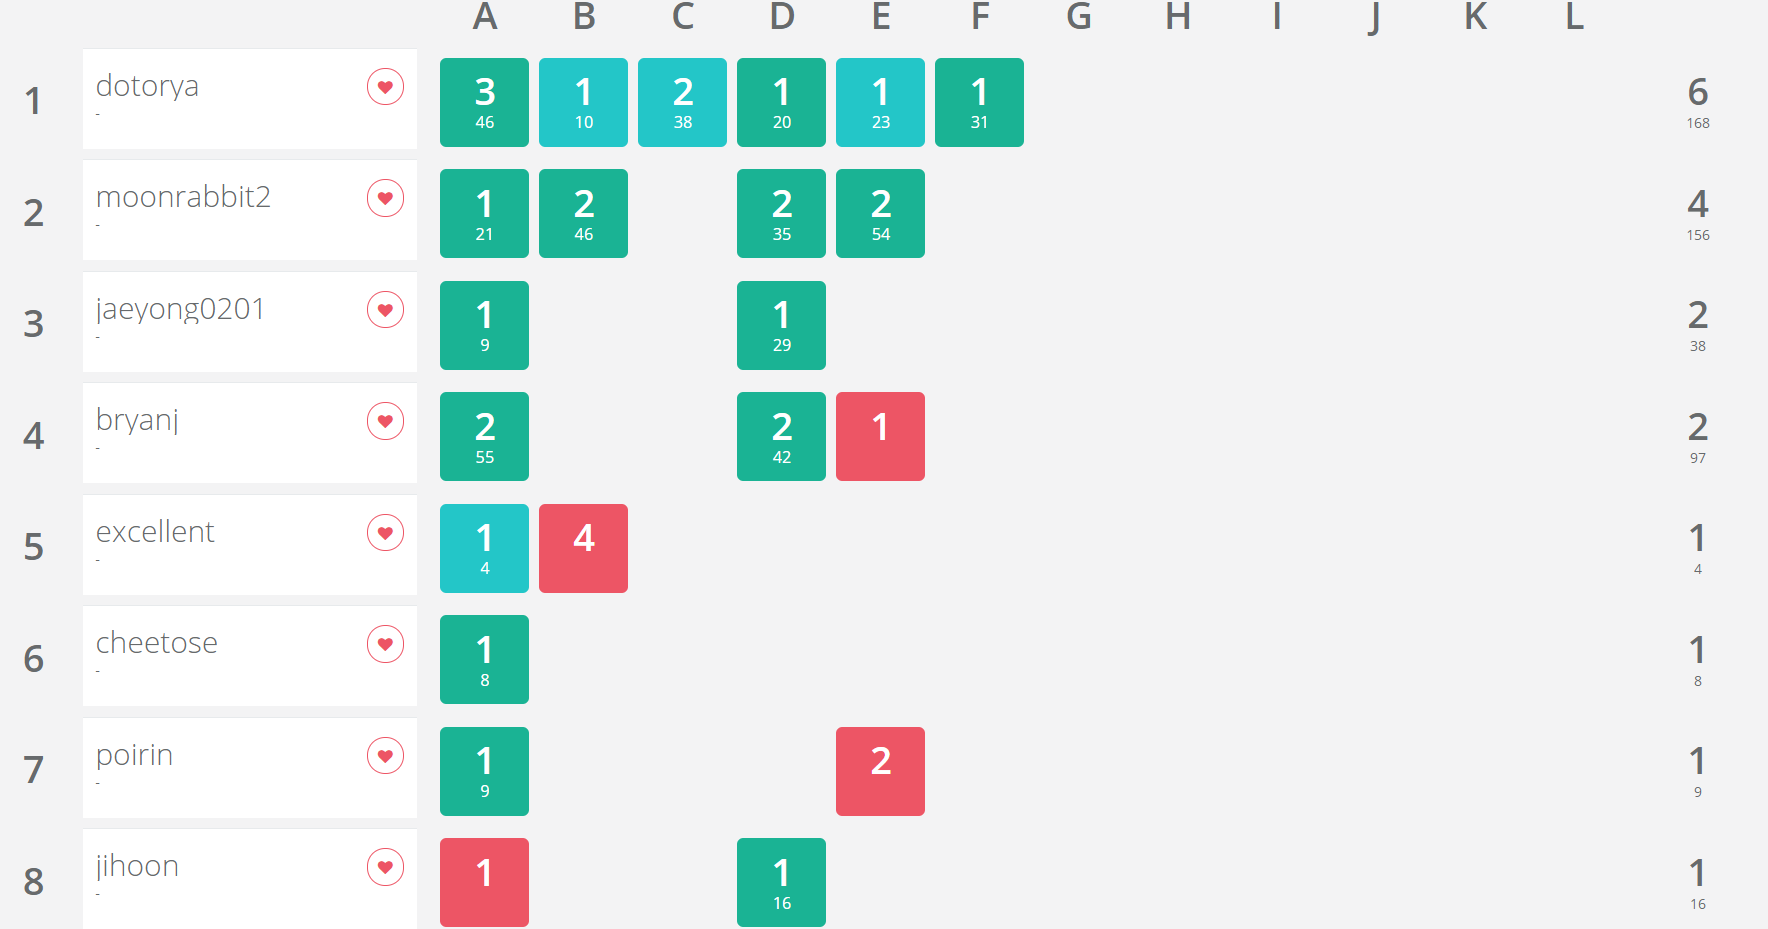 A B C D E F G H I J K L
1 dotorya 3 1 2 1 1 1 6
- 46 10 38 20 23 31 168
2 moonrabbit2 1 2 2 2 4
- 21 46 35 54 156
3 jaeyong0201 1 1 2
- 9 29 38
4 bryanj 2 2 1 2
- 55 42 97
5 excellent 1 4 1
- 4 4
6 cheetose 1 1
- 8 8
7 poirin 1 2 1
- 9 9
8 jihoon 1 1 1
- 16 16